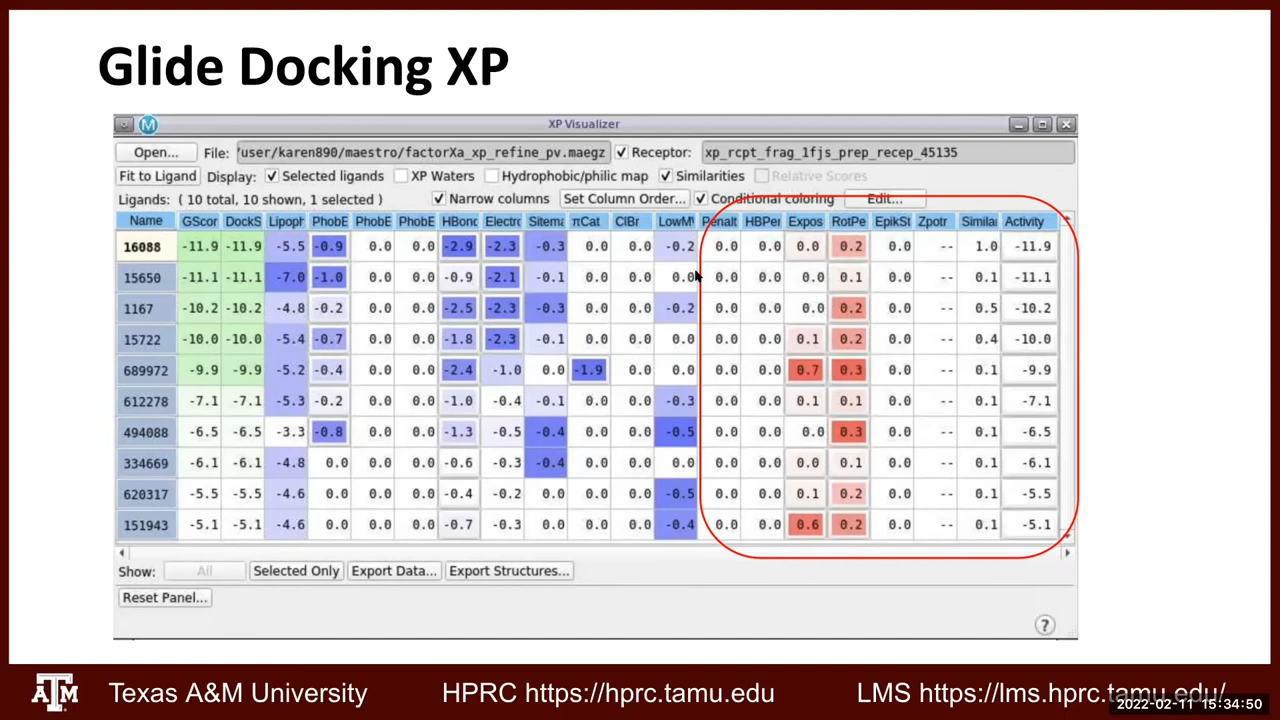 Glide Docking XP
XP Visualizer
Open... File: 'user/karen890/maestro/factorXa_xp_refine_pv.maegz Receptor: xp_rcpt_frag_1fjs_prep_recep_45135
Fit to Ligand Display: Selected ligands XP Waters Hydrophobic/philic map Similarities Relative Scores
Ligands: ( 10 total, 10 shown, 1 selected ) Narrow columns Set Column Order... Conditional coloring Edit...
Name GScor DockS Lipoph PhobE PhobE PhobE HBond Electro Sitema πCat ClBr LowMW Penalt HBPer Expos RotPe EpikSt Zpotr Similar Activity
16088 -11.9 -11.9 -5.5 -0.9 0.0 0.0 -2.9 -2.3 -0.3 0.0 0.0 -0.2 0.0 0.0 0.0 0.2 0.0 -- 1.0 -11.9
15650 -11.1 -11.1 -7.0 -1.0 0.0 0.0 -0.9 -2.1 -0.1 0.0 0.0 0.0 0.0 0.0 0.0 0.1 0.0 -- 0.1 -11.1
1167 -10.2 -10.2 -4.8 -0.2 0.0 0.0 -2.5 -2.3 -0.3 0.0 0.0 -0.2 0.0 0.0 0.0 0.2 0.0 -- 0.5 -10.2
15722 -10.0 -10.0 -5.4 -0.7 0.0 0.0 -1.8 -2.3 -0.1 0.0 0.0 0.0 0.0 0.0 0.1 0.2 0.0 -- 0.4 -10.0
689972 -9.9 -9.9 -5.2 -0.4 0.0 0.0 -2.4 -1.0 0.0 -1.9 0.0 0.0 0.0 0.0 0.7 0.3 0.0 -- 0.1 -9.9
612278 -7.1 -7.1 -5.3 -0.2 0.0 0.0 -1.0 -0.4 -0.1 0.0 0.0 -0.3 0.0 0.0 0.1 0.1 0.0 -- 0.1 -7.1
494088 -6.5 -6.5 -3.3 -0.8 0.0 0.0 -1.3 -0.5 -0.4 0.0 0.0 -0.5 0.0 0.0 0.0 0.3 0.0 -- 0.1 -6.5
334669 -6.1 -6.1 -4.8 0.0 0.0 0.0 -0.6 -0.3 -0.4 0.0 0.0 0.0 0.0 0.0 0.0 0.1 0.0 -- 0.1 -6.1
620317 -5.5 -5.5 -4.6 0.0 0.0 0.0 -0.4 -0.2 0.0 0.0 0.0 -0.5 0.0 0.0 0.1 0.2 0.0 -- 0.1 -5.5
151943 -5.1 -5.1 -4.6 0.0 0.0 0.0 -0.7 -0.3 0.0 0.0 0.0 -0.4 0.0 0.0 0.6 0.2 0.0 -- 0.1 -5.1
Show: All Selected Only Export Data... Export Structures...
Reset Panel...
?
ATM Texas A&M University HPRC https://hprc.tamu.edu LMS https://lms.hprc.tamu.edu/
2022-02-11 15:34:50